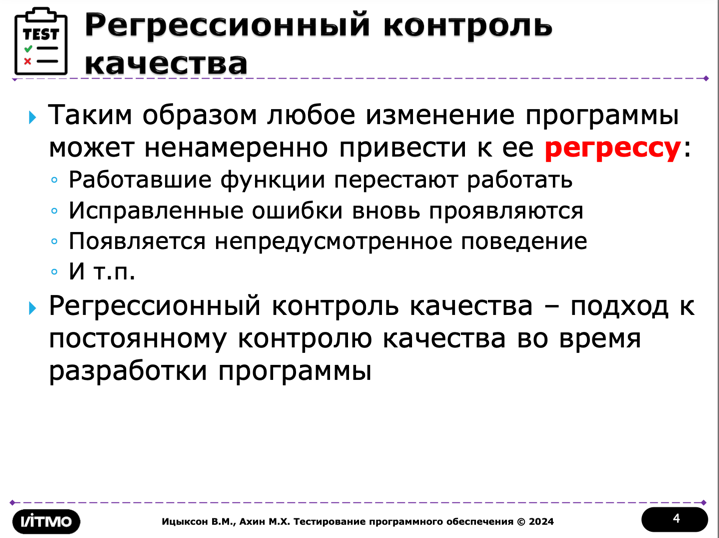 TEST
Регрессионный контроль
качества
Таким образом любое изменение программы
может ненамеренно привести к ее регрессу:
Работавшие функции перестают работать
Исправленные ошибки вновь проявляются
Появляется непредусмотренное поведение
И т.п.
Регрессионный контроль качества – подход к
постоянному контролю качества во время
разработки программы
ИТМО
Ицыксон В.М., Ахин М.Х. Тестирование программного обеспечения © 2024
4